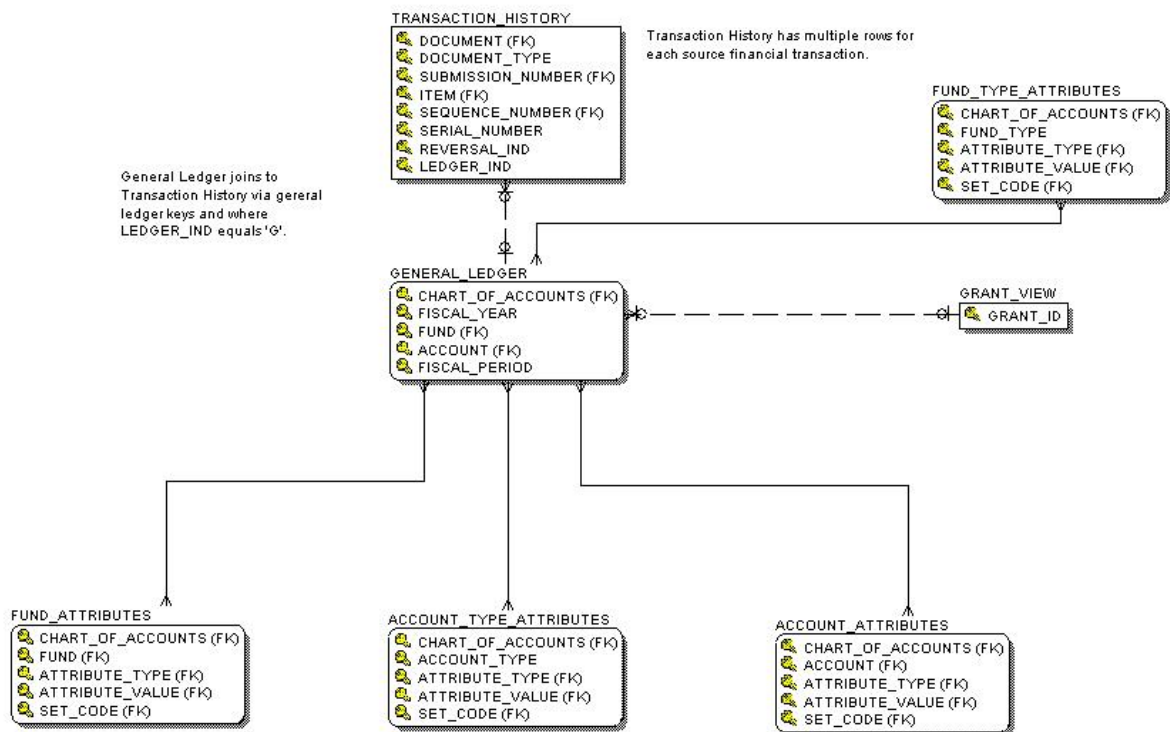 TRANSACTION_HISTORY
DOCUMENT (FK)
DOCUMENT_TYPE
SUBMISSION_NUMBER (FK)
ITEM (FK)
SEQUENCE_NUMBER (FK)
SERIAL_NUMBER
REVERSAL_IND
LEDGER_IND
Transaction History has multiple rows for
each source financial transaction.
FUND_TYPE_ATTRIBUTES
CHART_OF_ACCOUNTS (FK)
FUND_TYPE
ATTRIBUTE_TYPE (FK)
ATTRIBUTE_VALUE (FK)
SET_CODE (FK)
General Ledger joins to
Transaction History via gereral
ledger keys and where
LEDGER_IND equals 'G'.
GENERAL_LEDGER
CHART_OF_ACCOUNTS (FK)
FISCAL_YEAR
FUND (FK)
ACCOUNT (FK)
FISCAL_PERIOD
GRANT_VIEW
GRANT_ID
FUND_ATTRIBUTES
CHART_OF_ACCOUNTS (FK)
FUND (FK)
ATTRIBUTE_TYPE (FK)
ATTRIBUTE_VALUE (FK)
SET_CODE (FK)
ACCOUNT_TYPE_ATTRIBUTES
CHART_OF_ACCOUNTS (FK)
ACCOUNT_TYPE
ATTRIBUTE_TYPE (FK)
ATTRIBUTE_VALUE (FK)
SET_CODE (FK)
ACCOUNT_ATTRIBUTES
CHART_OF_ACCOUNTS (FK)
ACCOUNT (FK)
ATTRIBUTE_TYPE (FK)
ATTRIBUTE_VALUE (FK)
SET_CODE (FK)